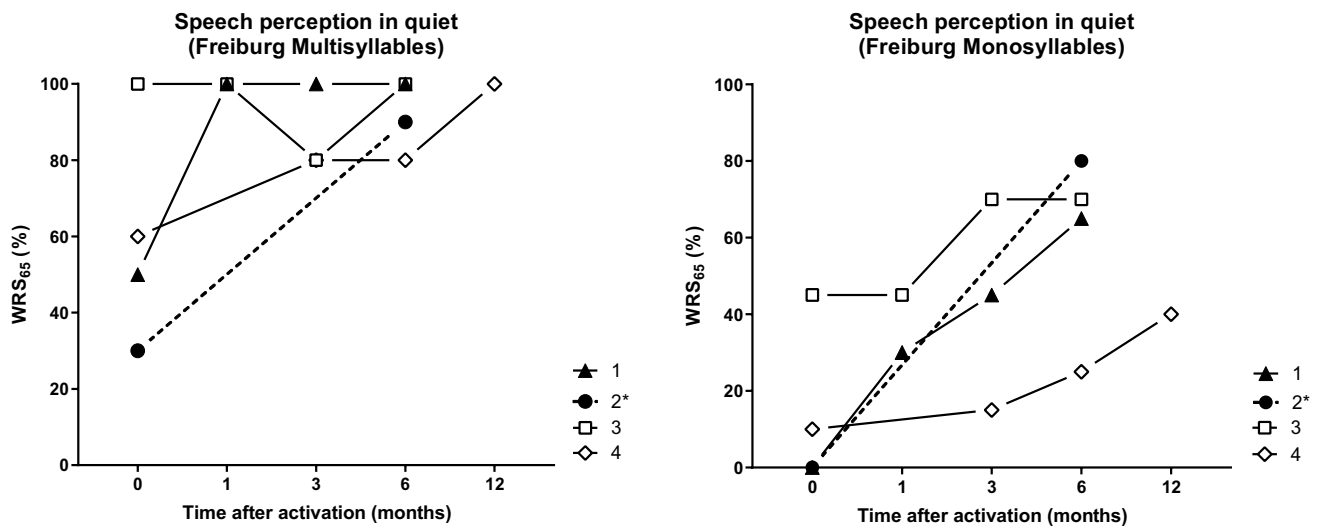 Speech perception in quiet
(Freiburg Multisyllables)
100
80
60
40
20
0
WRS65 (%)
0 1 3 6 12
Time after activation (months)
1
2*
3
4
Speech perception in quiet
(Freiburg Monosyllables)
100
80
60
40
20
0
WRS65 (%)
0 1 3 6 12
Time after activation (months)
1
2*
3
4